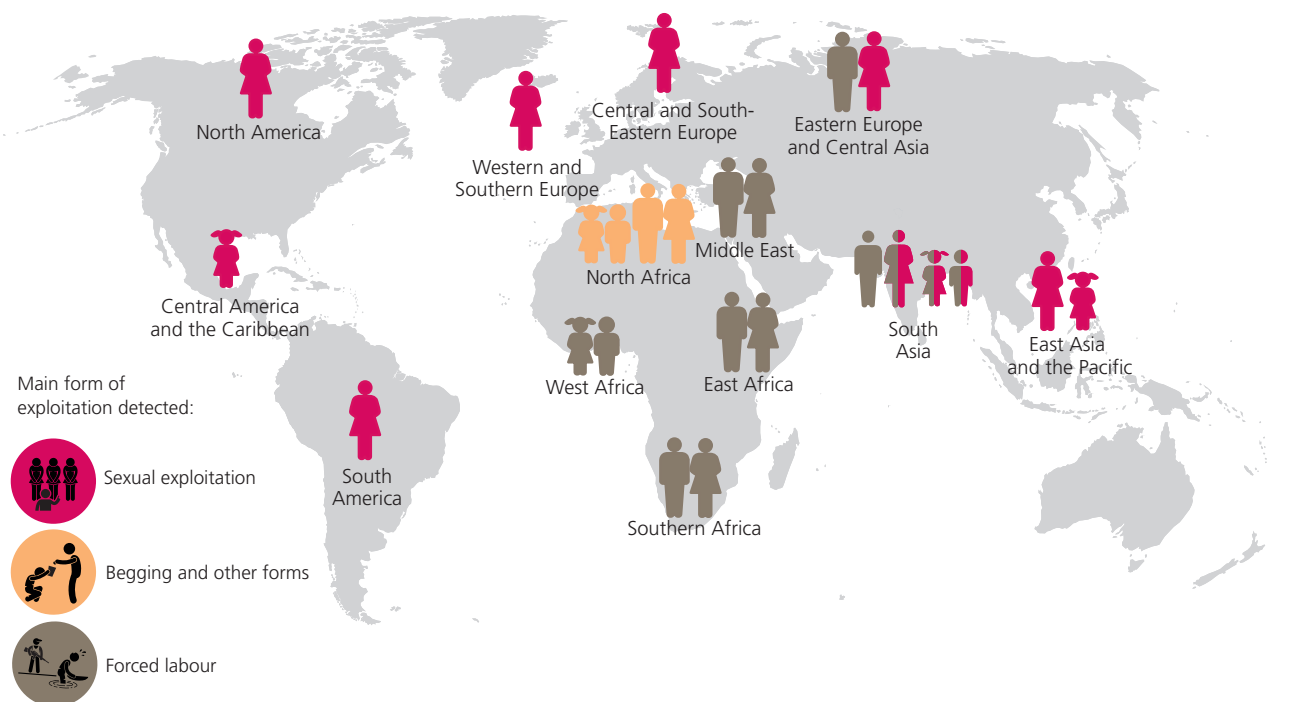 North America
Central and South-
Eastern Europe
Eastern Europe
and Central Asia
Western and
Southern Europe
Middle East
North Africa
Central America
and the Caribbean
South
Asia
East Asia
and the Pacific
West Africa
East Africa
South
America
Southern Africa
Main form of
exploitation detected:
Sexual exploitation
Begging and other forms
Forced labour